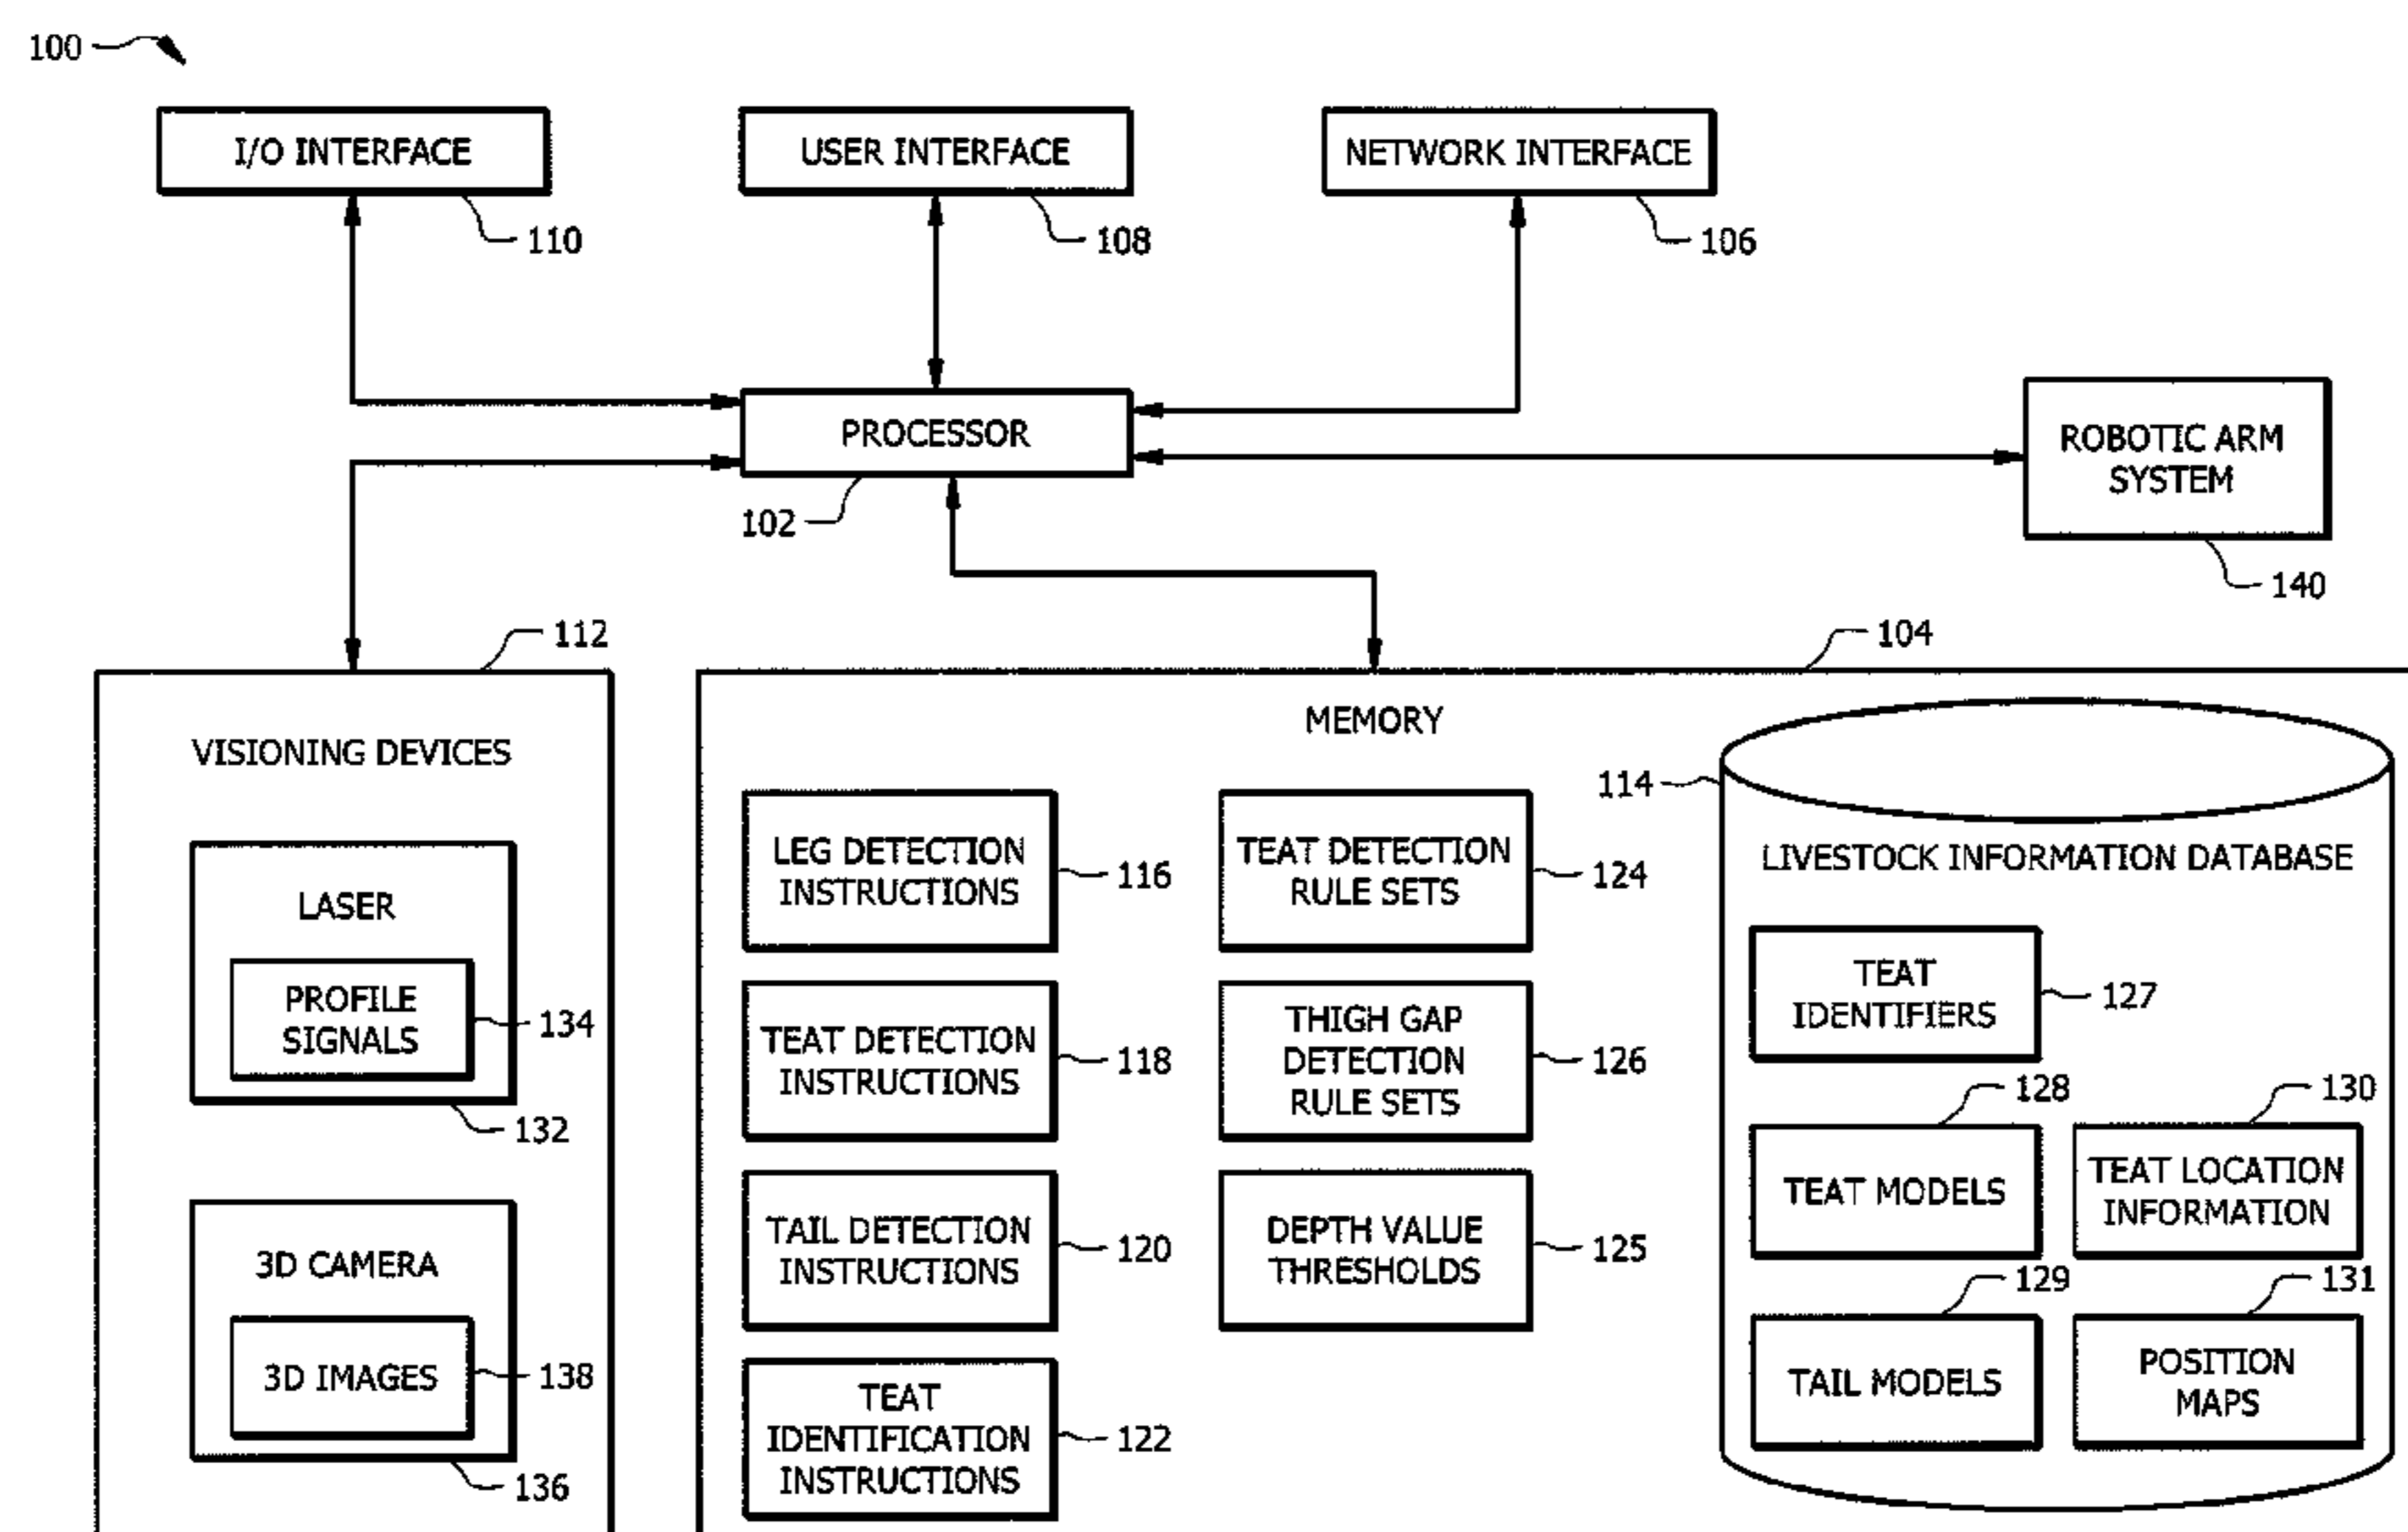 100
I/O INTERFACE
110
USER INTERFACE
108
NETWORK INTERFACE
106
PROCESSOR
102
ROBOTIC ARM
SYSTEM
140
112
VISIONING DEVICES
LASER
PROFILE
SIGNALS
134
132
3D CAMERA
3D IMAGES
138
136
104
MEMORY
LEG DETECTION
INSTRUCTIONS
116
TEAT DETECTION
INSTRUCTIONS
118
TAIL DETECTION
INSTRUCTIONS
120
TEAT
IDENTIFICATION
INSTRUCTIONS
122
TEAT DETECTION
RULE SETS
124
THIGH GAP
DETECTION
RULE SETS
126
DEPTH VALUE
THRESHOLDS
125
114
LIVESTOCK INFORMATION DATABASE
TEAT
IDENTIFIERS
127
128
TEAT MODELS
130
TEAT LOCATION
INFORMATION
129
TAIL MODELS
131
POSITION
MAPS